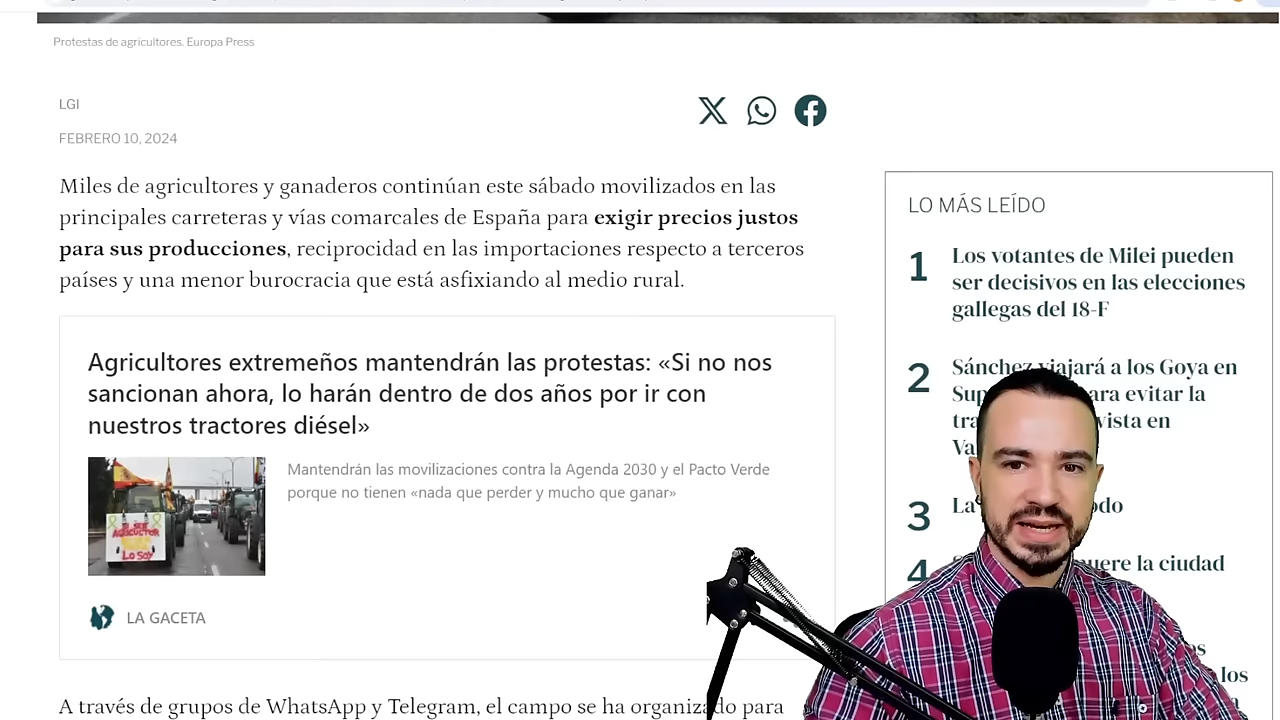 Protestas de agricultores. Europa Press
LGI
FEBRERO 10, 2024
Miles de agricultores y ganaderos continúan este sábado movilizados en las
principales carreteras y vías comarcales de España para exigir precios justos
para sus producciones, reciprocidad en las importaciones respecto a terceros
países y una menor burocracia que está asfixiando al medio rural.
Agricultores extremeños mantendrán las protestas: «Si no nos
sancionan ahora, lo harán dentro de dos años por ir con
nuestros tractores diésel»
Mantendrán las movilizaciones contra la Agenda 2030 y el Pacto Verde
porque no tienen «nada que perder y mucho que ganar»
AGRICULTOR
LO SOY
LA GACETA
A través de grupos de WhatsApp y Telegram, el campo se ha organizado para
LO MÁS LEÍDO
1
Los votantes de Milei pueden
ser decisivos en las elecciones
gallegas del 18-F
2
Sánchez viajará a los Goya en
evitar la
en
3
La
4
la ciudad
los